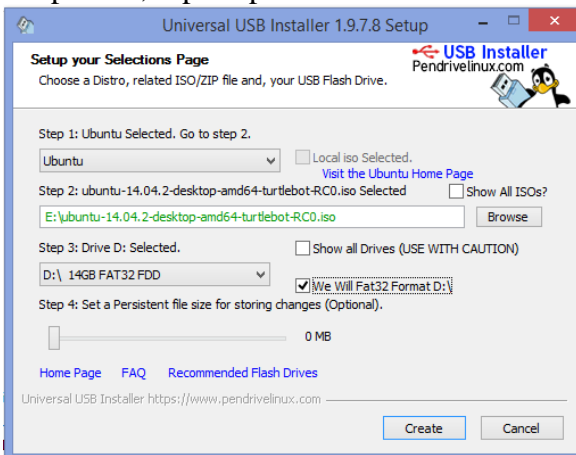 Universal USB Installer 1.9.7.8 Setup
Setup your Selections Page
Choose a Distro, related ISO/ZIP file and, your USB Flash Drive.
USB Installer
Pendrivelinux.com
Step 1: Ubuntu Selected. Go to step 2.
Ubuntu
Local iso Selected.
Visit the Ubuntu Home Page
Step 2: ubuntu-14.04.2-desktop-amd64-turtlebot-RC0.iso Selected
Show All ISOs?
E:\ubuntu-14.04.2-desktop-amd64-turtlebot-RC0.iso
Browse
Step 3: Drive D: Selected.
Show all Drives (USE WITH CAUTION)
D:\ 14GB FAT32 FDD
We Will Fat32 Format D:\
Step 4: Set a Persistent file size for storing changes (Optional).
0 MB
Home Page FAQ Recommended Flash Drives
Universal USB Installer https://www.pendrivelinux.com
Create Cancel